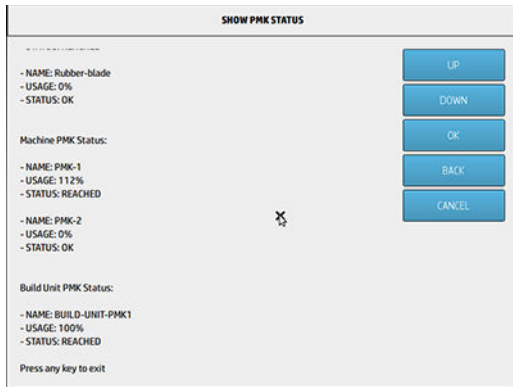 SHOW PMK STATUS
- NAME: Rubber-blade
- USAGE: 0%
- STATUS: OK
Machine PMK Status:
- NAME: PMK-1
- USAGE: 112%
- STATUS: REACHED
- NAME: PMK-2
- USAGE: 0%
- STATUS: OK
Build Unit PMK Status:
- NAME: BUILD-UNIT-PMK1
- USAGE: 100%
- STATUS: REACHED
Press any key to exit
UP
DOWN
OK
BACK
CANCEL